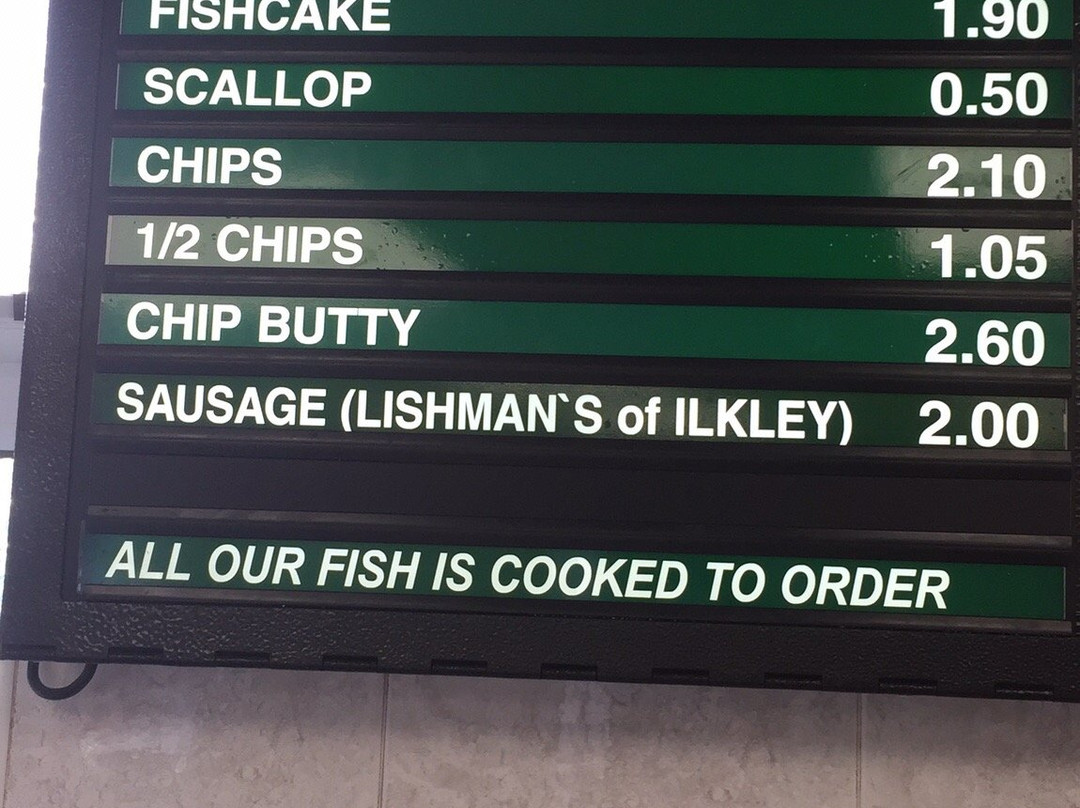 FISHCAKE 1.90
SCALLOP 0.50
CHIPS 2.10
1/2 CHIPS 1.05
CHIP BUTTY 2.60
SAUSAGE (LISHMAN`S of ILKLEY) 2.00
ALL OUR FISH IS COOKED TO ORDER